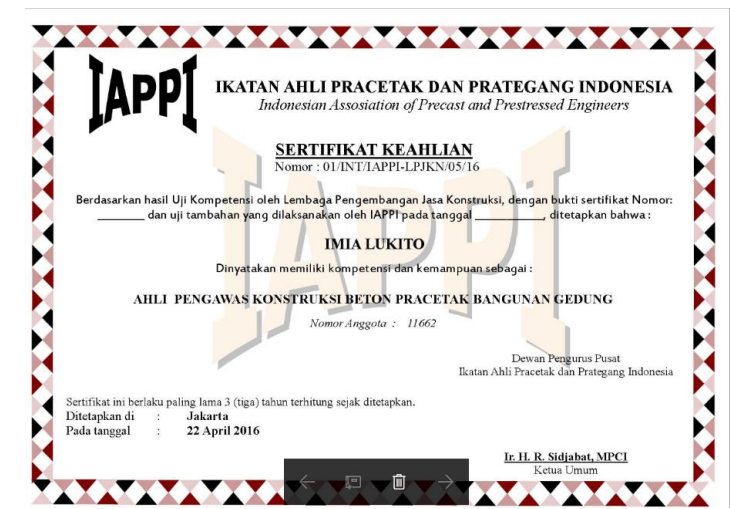 IAPPI
IKATAN AHLI PRACETAK DAN PRATEGANG INDONESIA
Indonesian Assosiation of Precast and Prestressed Engineers
SERTIFIKAT KEAHLIAN
Nomor : 01/INT/IAPPI-LPJKN/05/16
Berdasarkan hasil Uji Kompetensi oleh Lembaga Pengembangan Jasa Konstruksi, dengan bukti sertifikat Nomor:
________ dan uji tambahan yang dilaksanakan oleh IAPPI pada tanggal ____________, ditetapkan bahwa :
IMIA LUKITO
Dinyatakan memiliki kompetensi dan kemampuan sebagai :
AHLI PENGAWAS KONSTRUKSI BETON PRACETAK BANGUNAN GEDUNG
Nomor Anggota : 11662
IAPPI
Dewan Pengurus Pusat
Ikatan Ahli Pracetak dan Prategang Indonesia
Sertifikat ini berlaku paling lama 3 (tiga) tahun terhitung sejak ditetapkan.
Ditetapkan di : Jakarta
Pada tanggal : 22 April 2016
Ir. H. R. Sidjabat, MPCI
Ketua Umum